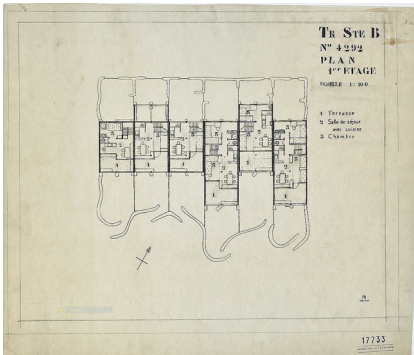 TR STE B
No 4292
PLAN
1er ETAGE
ECHELLE 1:100
1 Terrasse
2 Salle de séjour
avec cuisine
3 Chambre
17733